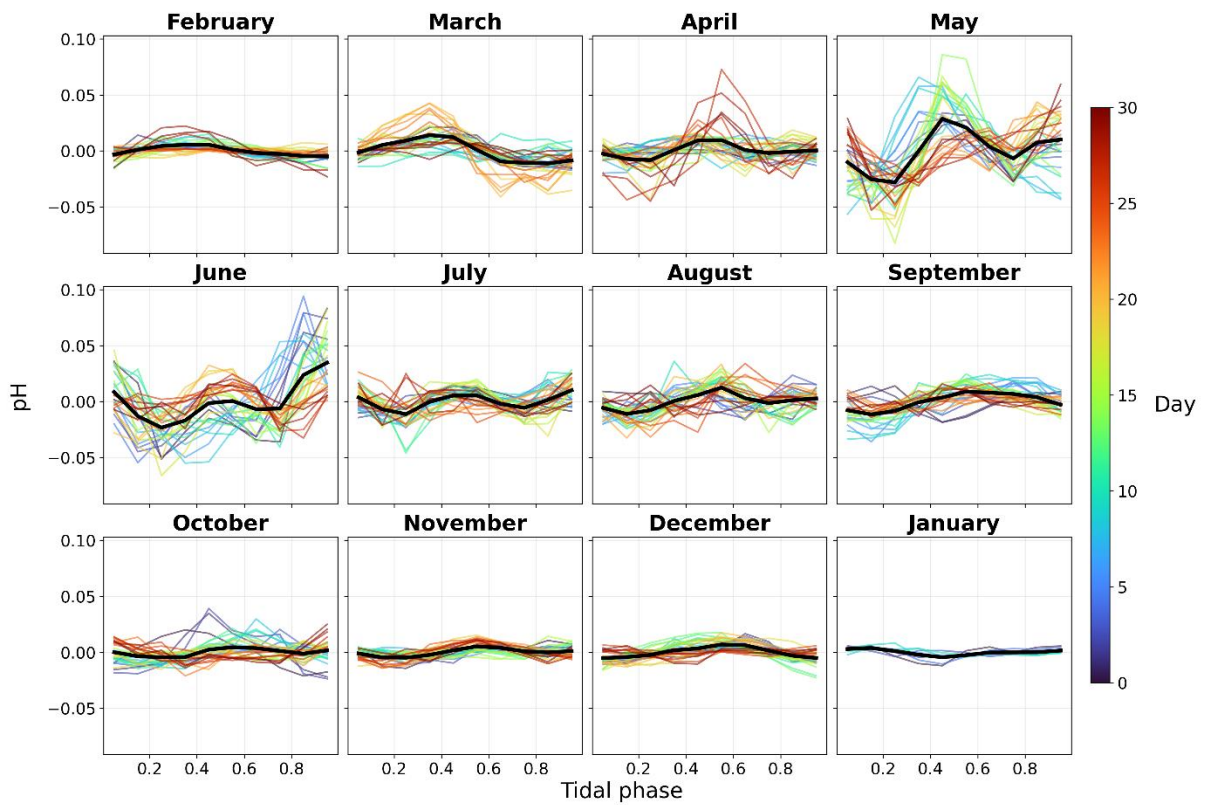 February March April May
0.10
0.05
0.00
−0.05
June July August September
0.10
0.05
0.00
−0.05
pH
October November December January
0.10
0.05
0.00
−0.05
0.2 0.4 0.6 0.8 0.2 0.4 0.6 0.8 0.2 0.4 0.6 0.8 0.2 0.4 0.6 0.8
Tidal phase
30
25
20
15
10
5
0
Day